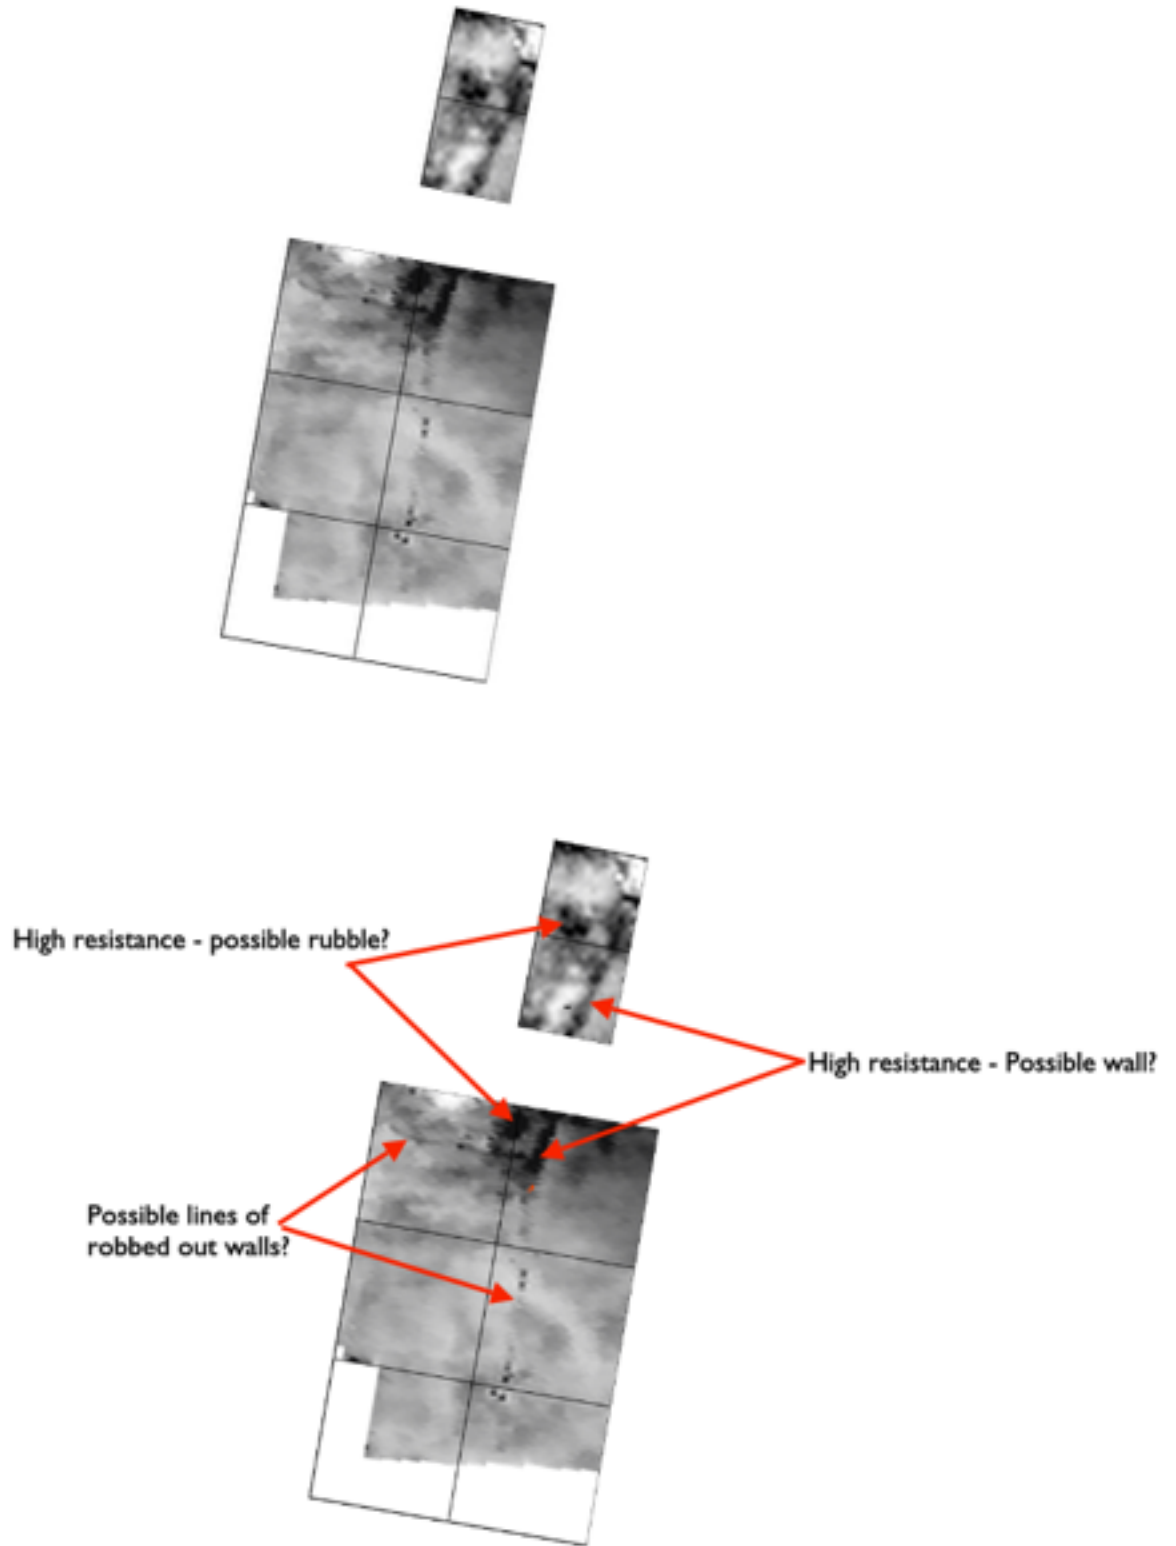 High resistance - possible rubble?
High resistance - Possible wall?
Possible lines of
robbed out walls?